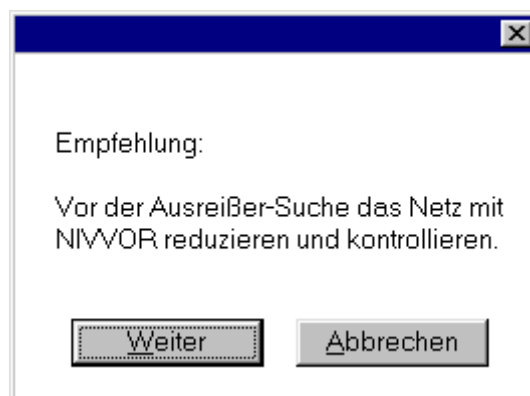 Empfehlung:
Vor der Ausreißer-Suche das Netz mit
NIVVOR reduzieren und kontrollieren.
Weiter
Abbrechen